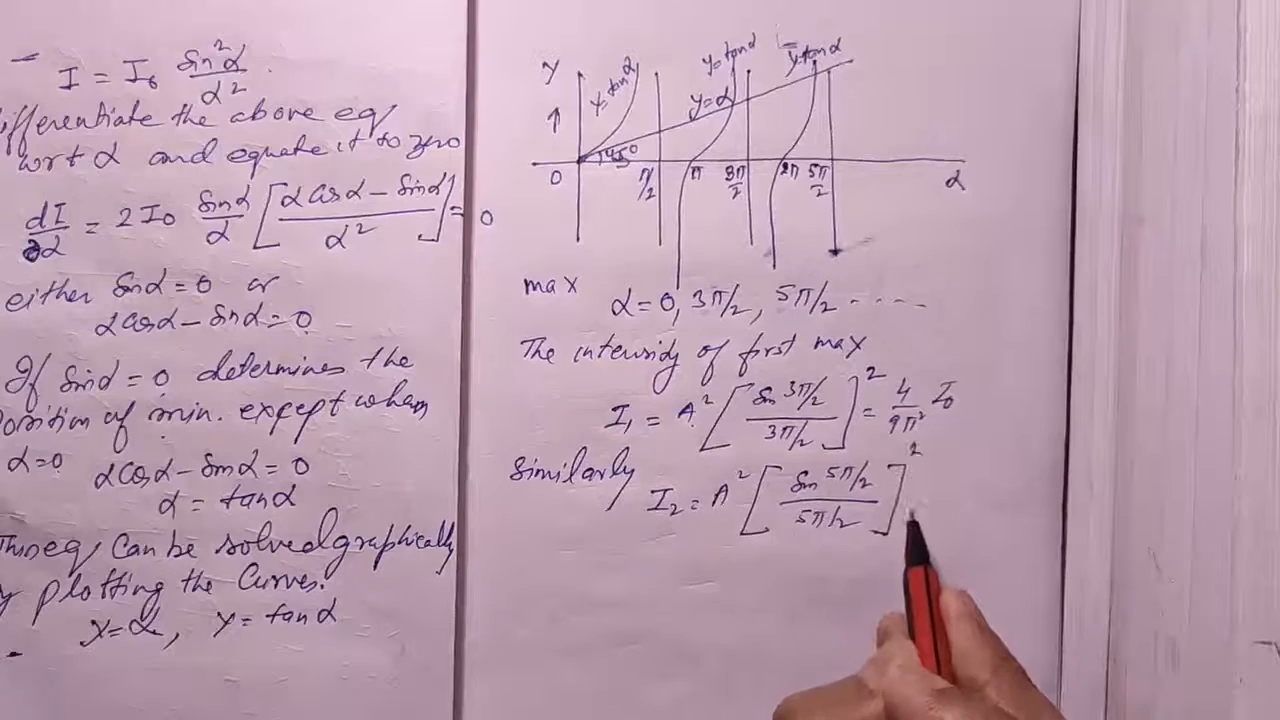 I = I₀ sin²α/α².
ifferentiate the above eq
wrt α and equate it to zero
dI/dα = 2I₀ sinα/α [αcosα - sinα/α²] = 0
either sinα = 0 or
αcosα - sinα = 0
If sinα = 0 determines the
position of min. except when
α=0 αcosα - sinα = 0
α = tanα
This eq can be solved graphically
y plotting the Curves.
y=α, y = tanα
y y=tanα y=tanα y=tanα
↑ y=α
45°
0 π/2 π 3π/2 2π 5π/2 α
max
α = 0, 3π/2, 5π/2 - - - -
The intensity of first max
I₁ = A² [sin 3π/2 / 3π/2]² = 4/9π² I₀
Similarly
I₂ = A² [sin 5π/2 / 5π/2]²